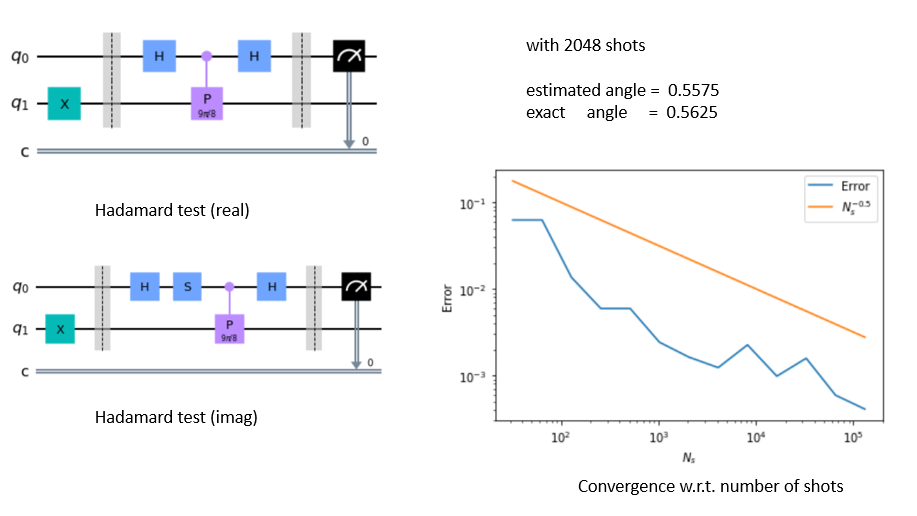 q0 H H
q1 X P
9π/8
c 0
Hadamard test (real)
q0 H S H
q1 X P
9π/8
c 0
Hadamard test (imag)
with 2048 shots
estimated angle = 0.5575
exact angle = 0.5625
Error
Ns^-0.5
10^-1
10^-2
10^-3
Error
10^2 10^3 10^4 10^5
Ns
Convergence w.r.t. number of shots